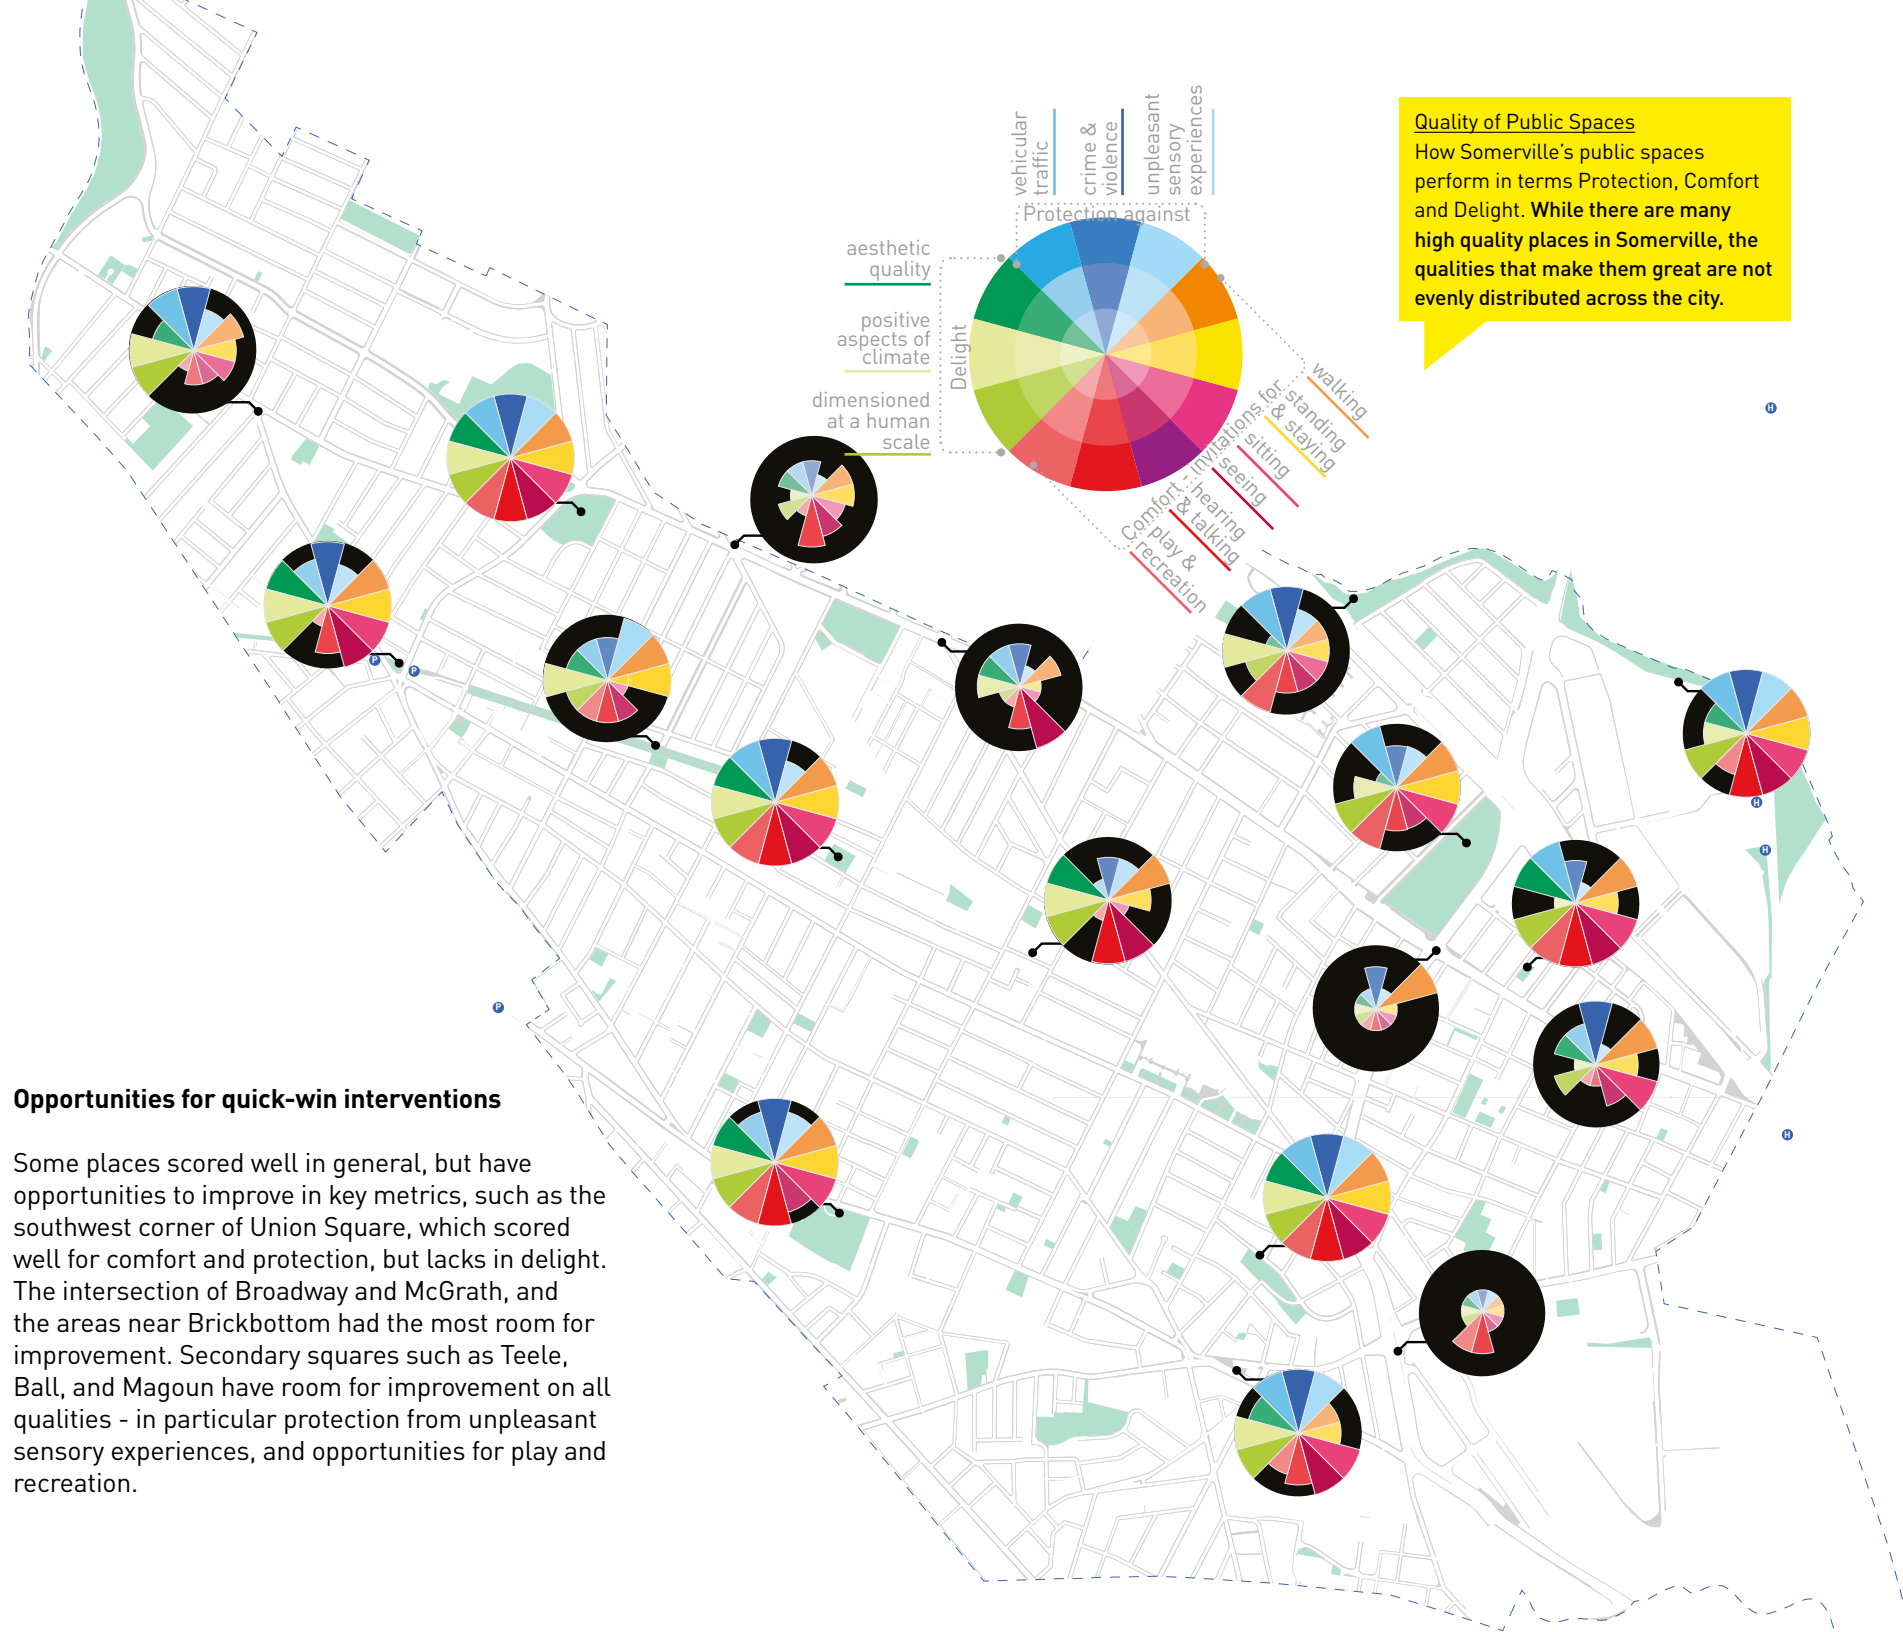 vehicular
traffic
crime &
violence
unpleasant
sensory
experiences
Protection against
aesthetic
quality
positive
aspects of
climate
dimensioned
at a human
scale
Delight
Comfort - invitations for
walking
standing
& staying
sitting
seeing
hearing
& talking
play &
recreation
Quality of Public Spaces
How Somerville’s public spaces
perform in terms Protection, Comfort
and Delight. While there are many
high quality places in Somerville, the
qualities that make them great are not
evenly distributed across the city.
H
P
P
H
H
P
H
Opportunities for quick-win interventions
Some places scored well in general, but have
opportunities to improve in key metrics, such as the
southwest corner of Union Square, which scored
well for comfort and protection, but lacks in delight.
The intersection of Broadway and McGrath, and
the areas near Brickbottom had the most room for
improvement. Secondary squares such as Teele,
Ball, and Magoun have room for improvement on all
qualities - in particular protection from unpleasant
sensory experiences, and opportunities for play and
recreation.
P